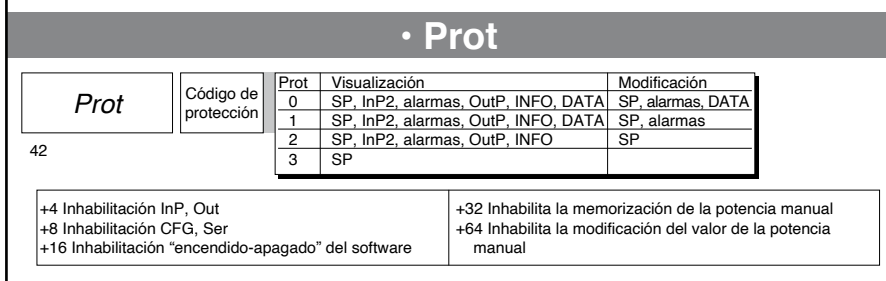 • Prot
Prot
Código de
protección
42
Prot Visualización Modificación
0 SP, InP2, alarmas, OutP, INFO, DATA SP, alarmas, DATA
1 SP, InP2, alarmas, OutP, INFO, DATA SP, alarmas
2 SP, InP2, alarmas, OutP, INFO SP
3 SP
+4 Inhabilitación InP, Out
+8 Inhabilitación CFG, Ser
+16 Inhabilitación “encendido-apagado” del software
+32 Inhabilita la memorización de la potencia manual
+64 Inhabilita la modificación del valor de la potencia
manual